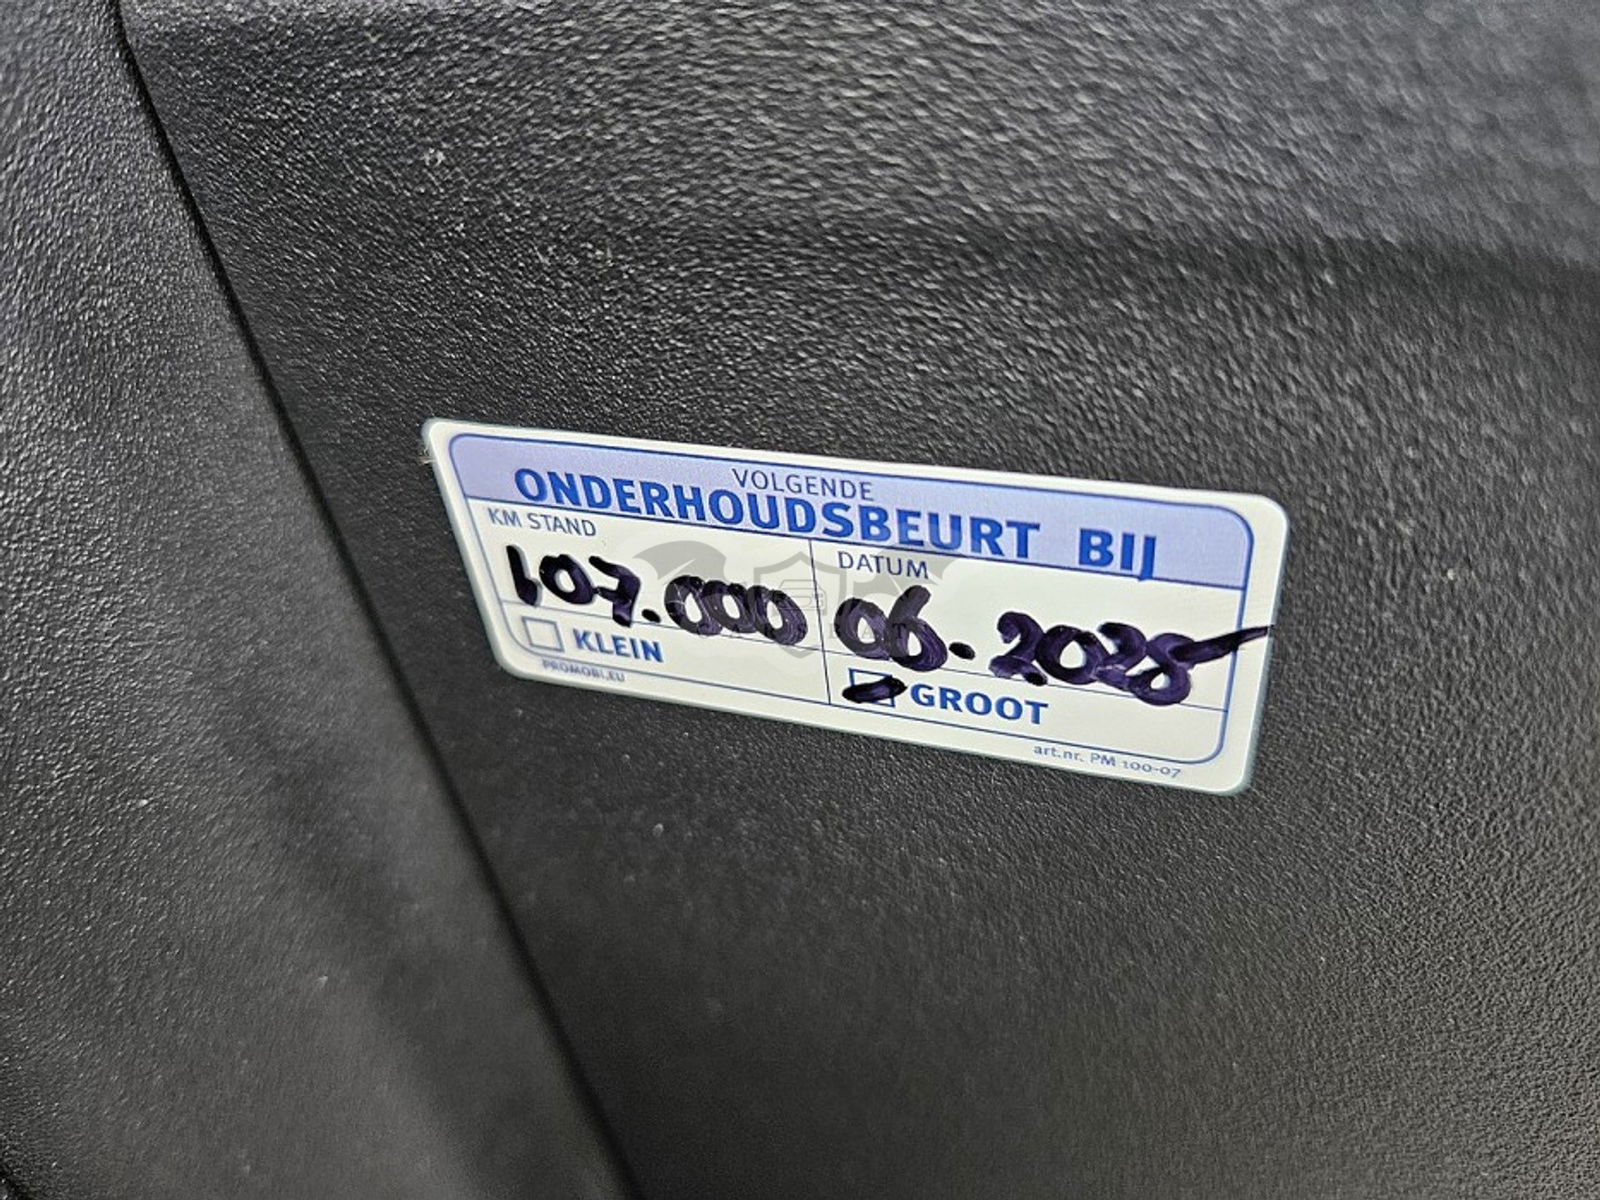 VOLGENDE
ONDERHOUDSBEURT BIJ
KM STAND
DATUM
107.000
06-2025
KLEIN
GROOT
PROMOBI.EU
art.nr. PM 100-07